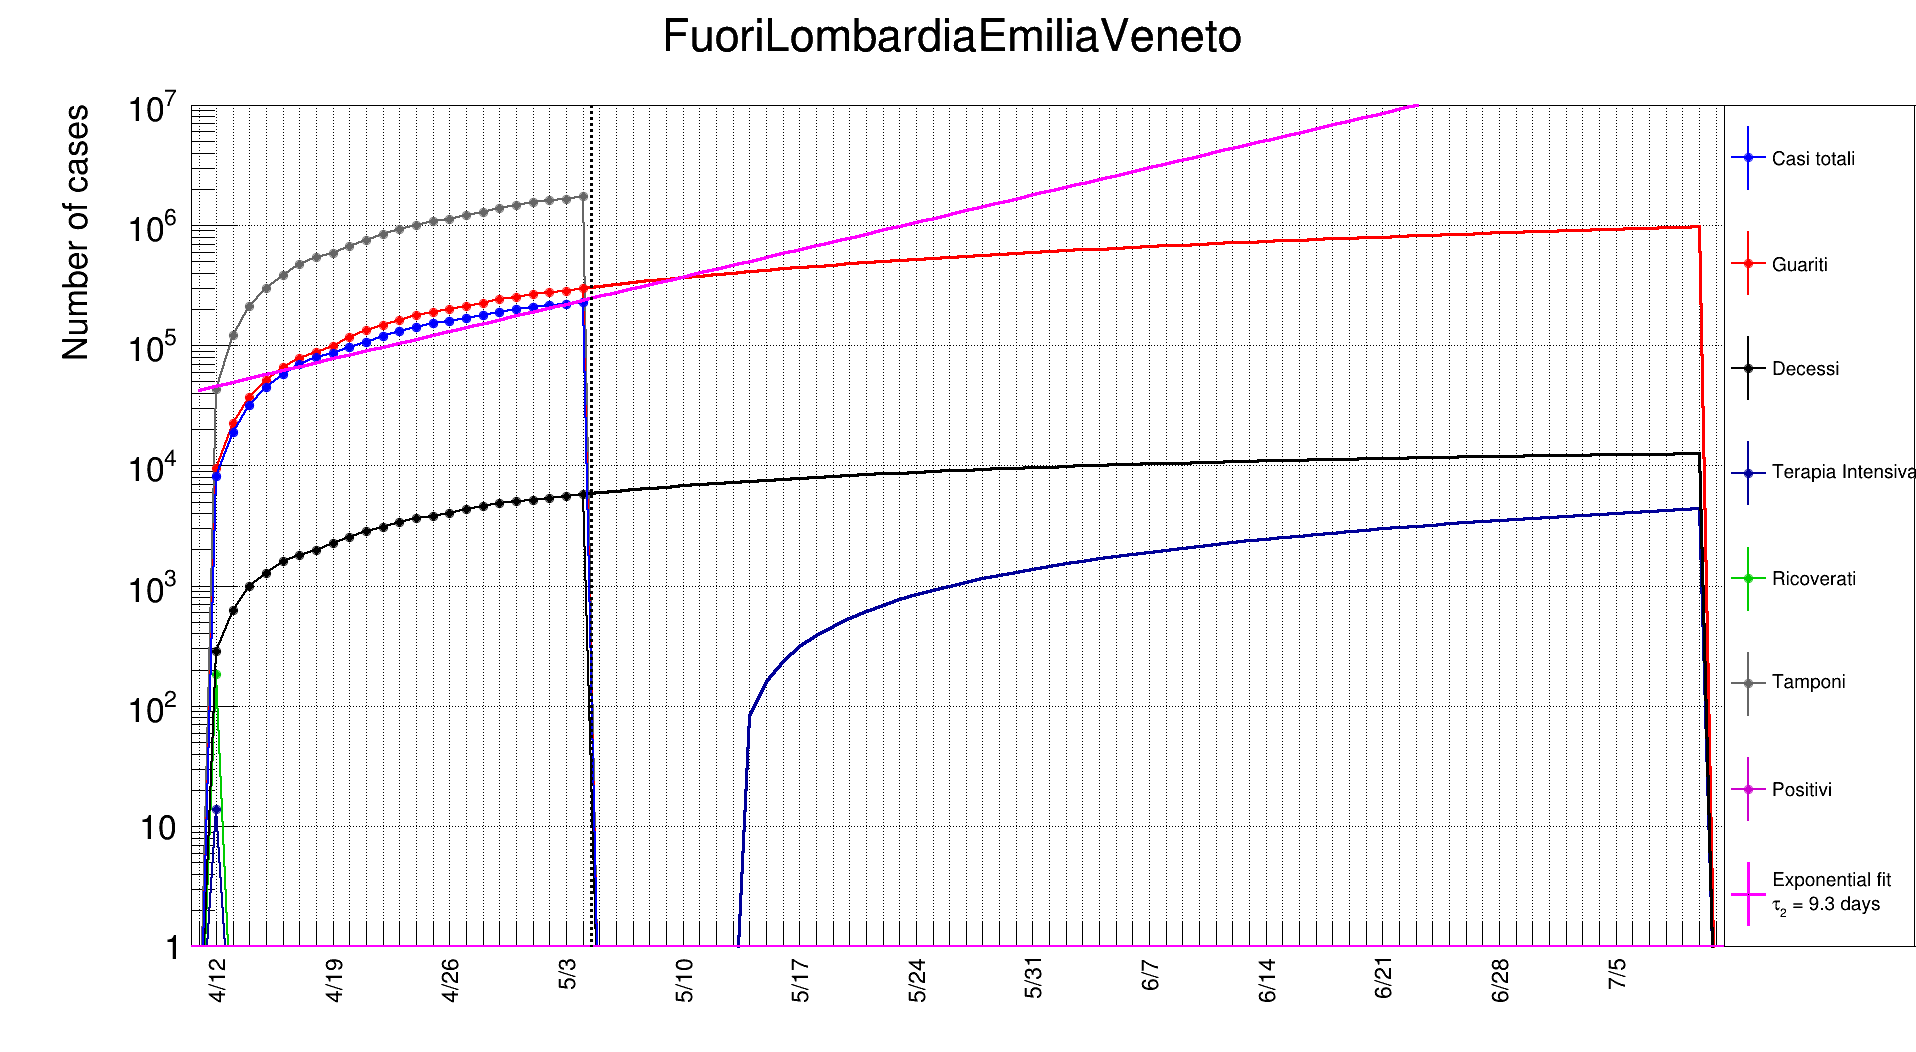 FuoriLombardiaEmiliaVeneto
Number of cases
10^7
10^6
10^5
10^4
10^3
10^2
10
1
4/12
4/19
4/26
5/3
5/10
5/17
5/24
5/31
6/7
6/14
6/21
6/28
7/5
Casi totali
Guariti
Decessi
Terapia Intensiva
Ricoverati
Tamponi
Positivi
Exponential fit
τ_2 = 9.3 days